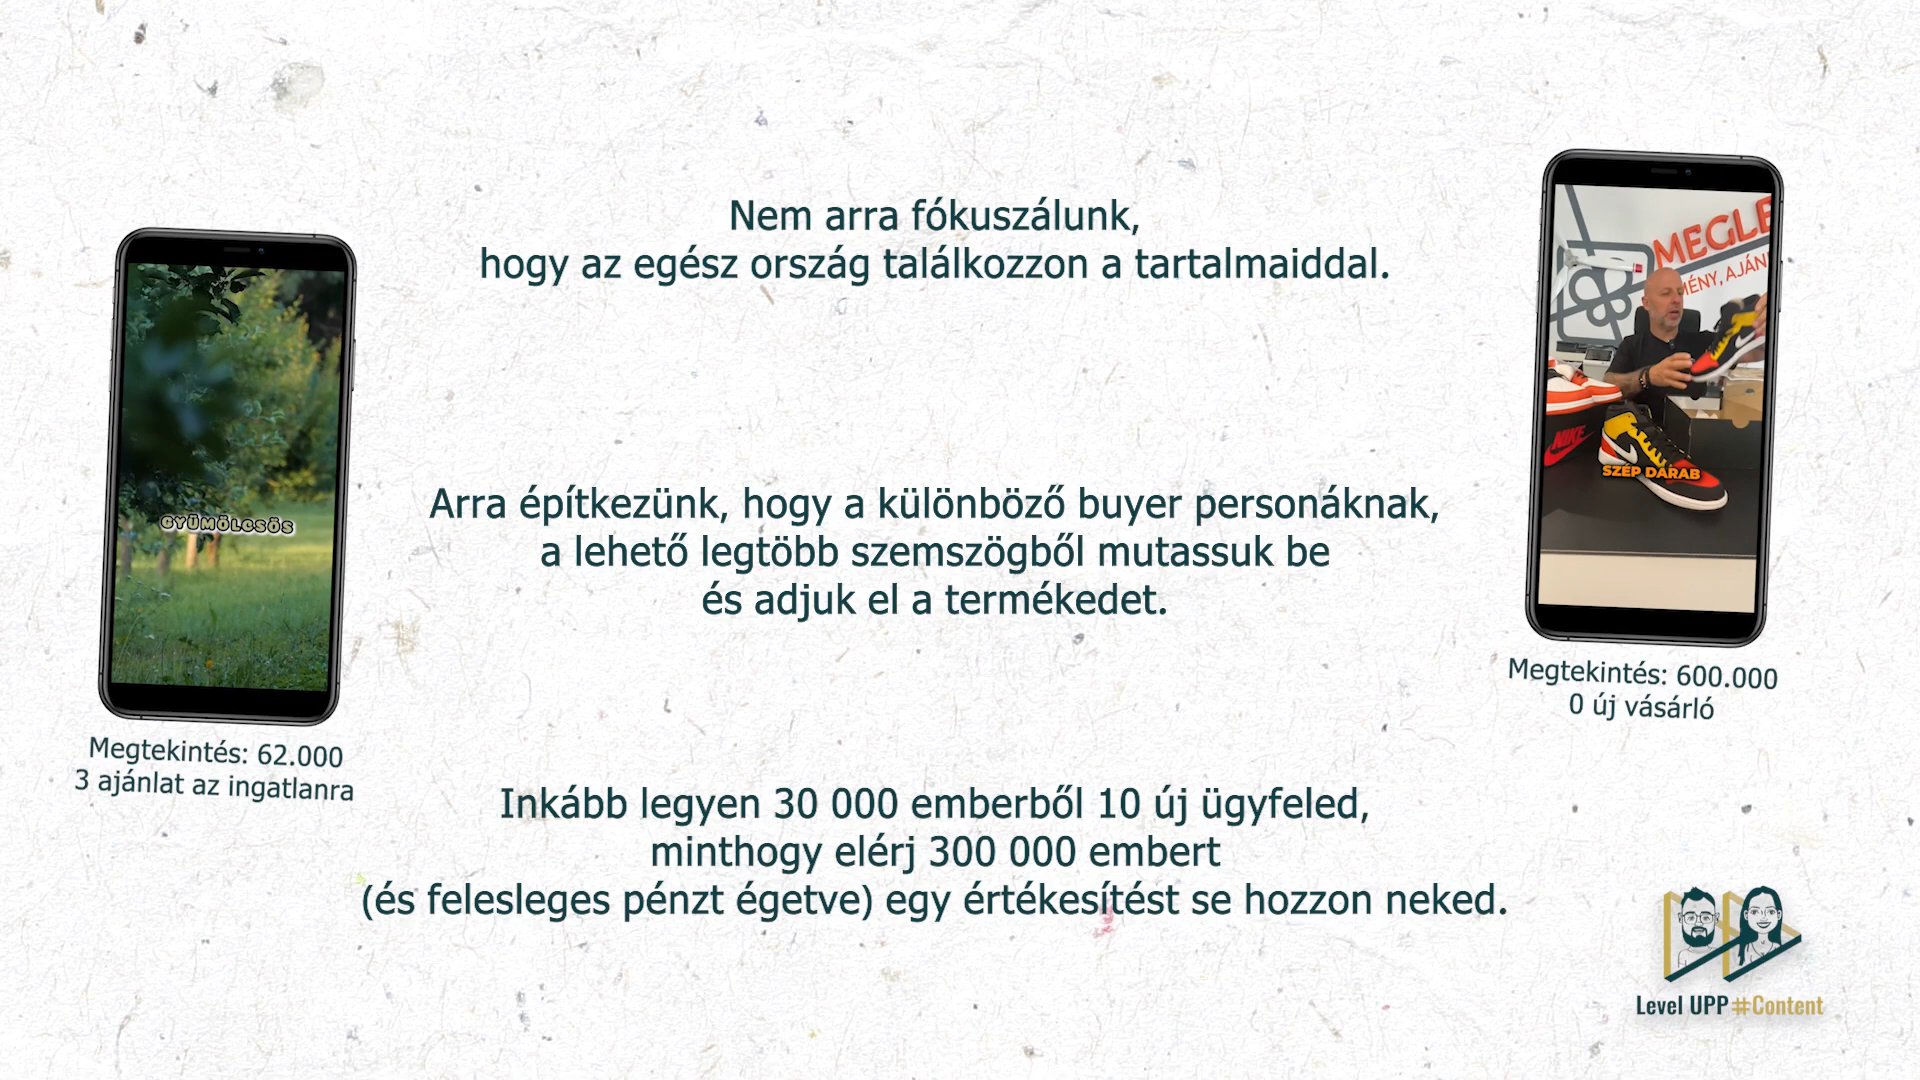 Nem arra fókuszálunk,
hogy az egész ország találkozzon a tartalmaiddal.
Arra építkezünk, hogy a különböző buyer personáknak,
a lehető legtöbb szemszögből mutassuk be
és adjuk el a termékedet.
Inkább legyen 30 000 emberből 10 új ügyfeled,
minthogy elérj 300 000 embert
(és felesleges pénzt égetve) egy értékesítést se hozzon neked.
GYÜMÖLCSÖS
Megtekintés: 62.000
3 ajánlat az ingatlanra
MEGLE
MÉNY, AJÁN
NIKE
SZÉP DARAB
Megtekintés: 600.000
0 új vásárló
Level UPP#Content